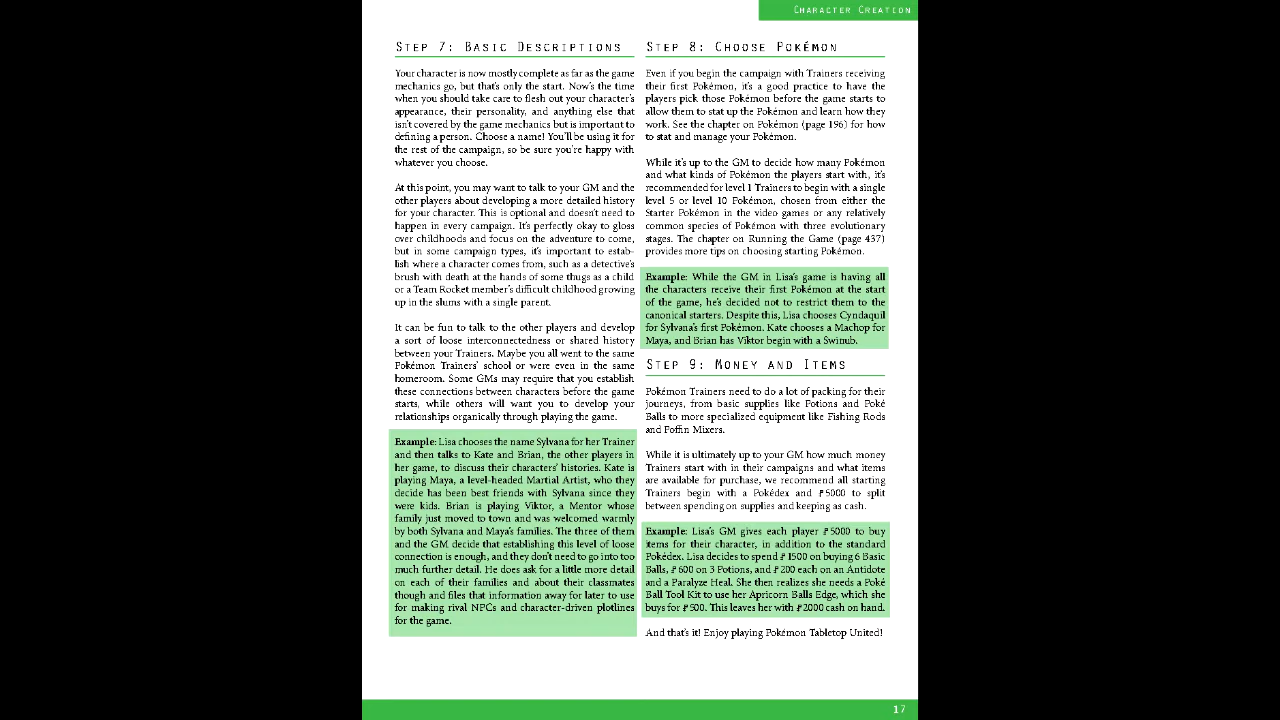 Character Creation
Step 7: Basic Descriptions
Your character is now mostly complete as far as the game
mechanics go, but that's only the start. Now's the time
when you should take care to flesh out your character's
appearance, their personality, and anything else that
isn't covered by the game mechanics but is important to
defining a person. Choose a name! You'll be using it for
the rest of the campaign, so be sure you're happy with
whatever you choose.
At this point, you may want to talk to your GM and the
other players about developing a more detailed history
for your character. This is optional and doesn't need to
happen in every campaign. It's perfectly okay to gloss
over childhoods and focus on the adventure to come,
but in some campaign types, it's important to estab-
lish where a character comes from, such as a detective's
brush with death at the hands of some thugs as a child
or a Team Rocket member's difficult childhood growing
up in the slums with a single parent.
It can be fun to talk to the other players and develop
a sort of loose interconnectedness or shared history
between your Trainers. Maybe you all went to the same
Pokémon Trainers' school or were even in the same
homeroom. Some GMs may require that you establish
these connections between characters before the game
starts, while others will want you to develop your
relationships organically through playing the game.
Example: Lisa chooses the name Sylvana for her Trainer
and then talks to Kate and Brian, the other players in
her game, to discuss their characters' histories. Kate is
playing Maya, a level-headed Martial Artist, who they
decide has been best friends with Sylvana since they
were kids. Brian is playing Viktor, a Mentor whose
family just moved to town and was welcomed warmly
by both Sylvana and Maya's families. The three of them
and the GM decide that establishing this level of loose
connection is enough, and they don't need to go into too
much further detail. He does ask for a little more detail
on each of their families and about their classmates
though and files that information away for later to use
for making rival NPCs and character-driven plotlines
for the game.
Step 8: Choose Pokémon
Even if you begin the campaign with Trainers receiving
their first Pokémon, it's a good practice to have the
players pick those Pokémon before the game starts to
allow them to stat up the Pokémon and learn how they
work. See the chapter on Pokémon (page 196) for how
to stat and manage your Pokémon.
While it's up to the GM to decide how many Pokémon
and what kinds of Pokémon the players start with, it's
recommended for level 1 Trainers to begin with a single
level 5 or level 10 Pokémon, chosen from either the
Starter Pokémon in the video games or any relatively
common species of Pokémon with three evolutionary
stages. The chapter on Running the Game (page 437)
provides more tips on choosing starting Pokémon.
Example: While the GM in Lisa's game is having all
the characters receive their first Pokémon at the start
of the game, he's decided not to restrict them to the
canonical starters. Despite this, Lisa chooses Cyndaquil
for Sylvana's first Pokémon. Kate chooses a Machop for
Maya, and Brian has Viktor begin with a Swinub.
Step 9: Money and Items
Pokémon Trainers need to do a lot of packing for their
journeys, from basic supplies like Potions and Poké
Balls to more specialized equipment like Fishing Rods
and Poffin Mixers.
While it is ultimately up to your GM how much money
Trainers start with in their campaigns and what items
are available for purchase, we recommend all starting
Trainers begin with a Pokédex and ₽5000 to split
between spending on supplies and keeping as cash.
Example: Lisa's GM gives each player ₽5000 to buy
items for their character, in addition to the standard
Pokédex. Lisa decides to spend ₽1500 on buying 6 Basic
Balls, ₽600 on 3 Potions, and ₽200 each on an Antidote
and a Paralyze Heal. She then realizes she needs a Poké
Ball Tool Kit to use her Apricorn Balls Edge, which she
buys for ₽500. This leaves her with ₽2000 cash on hand.
And that's it! Enjoy playing Pokémon Tabletop United!
17